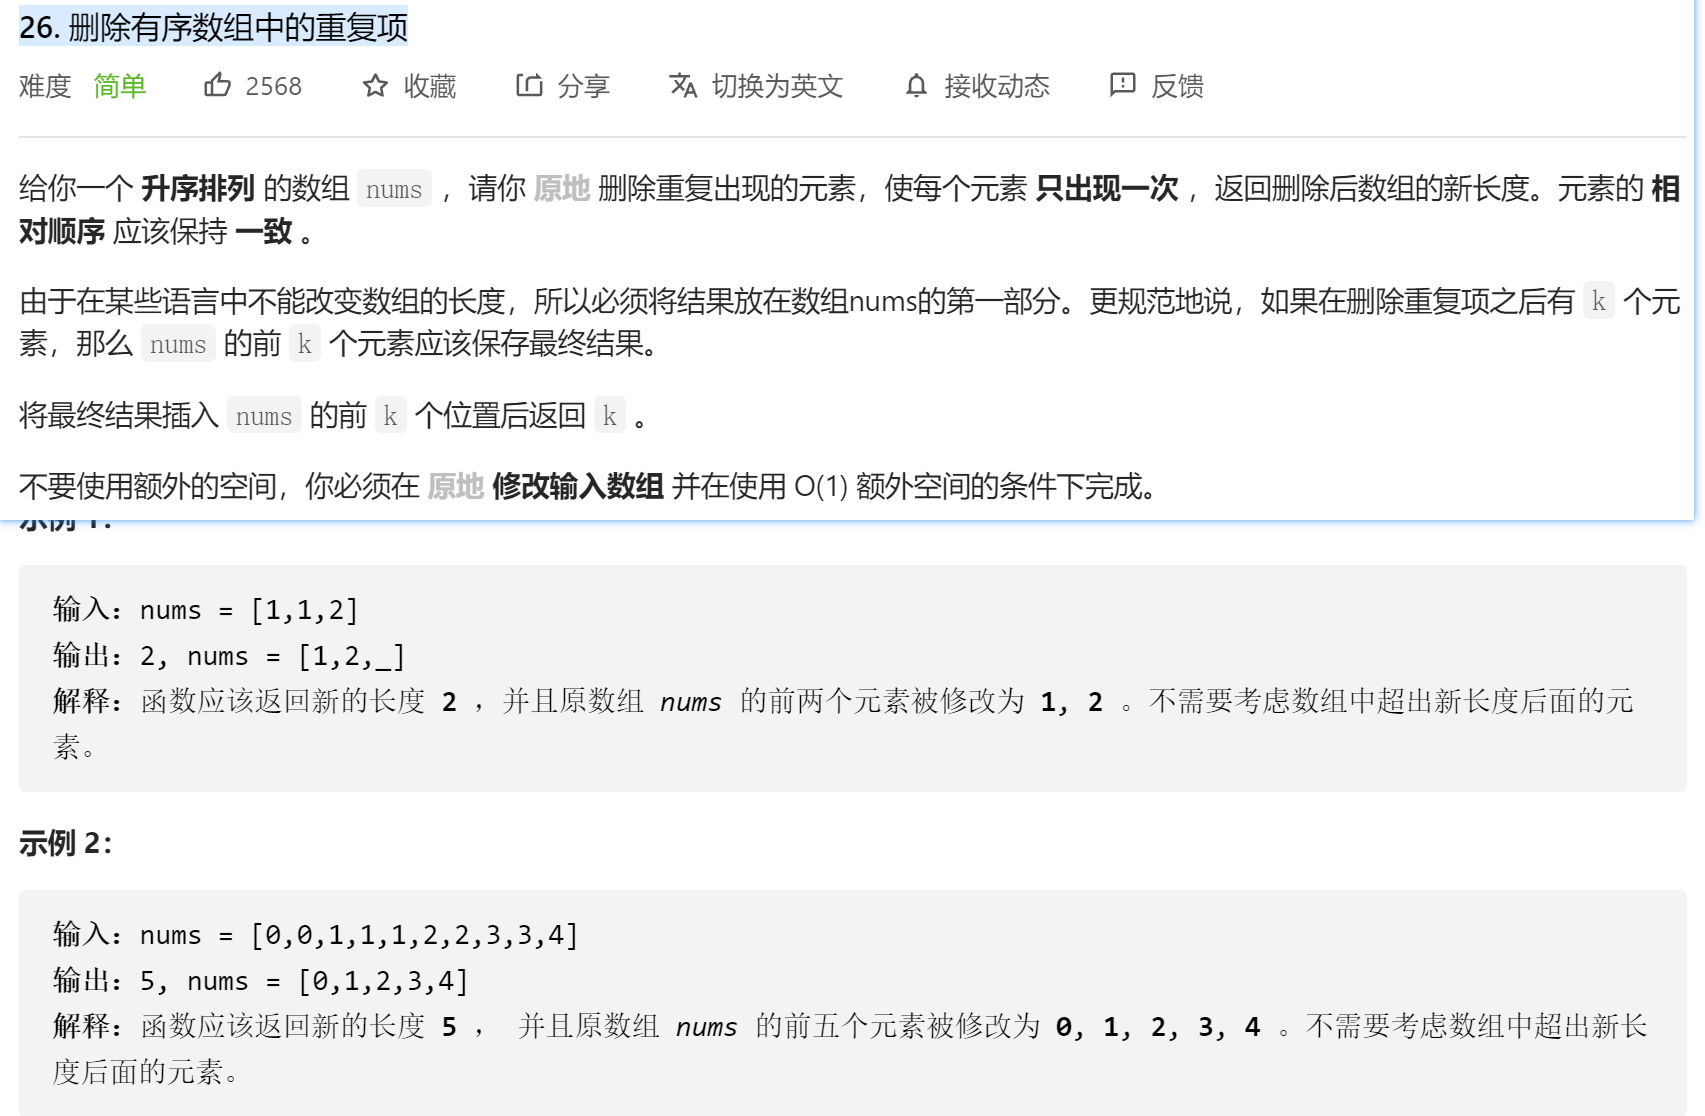 26. 删除有序数组中的重复项
难度 简单 2568 收藏 分享 切换为英文 接收动态 反馈
给你一个 升序排列 的数组 nums ，请你 原地 删除重复出现的元素，使每个元素 只出现一次 ，返回删除后数组的新长度。元素的 相
对顺序 应该保持 一致 。
由于在某些语言中不能改变数组的长度，所以必须将结果放在数组nums的第一部分。更规范地说，如果在删除重复项之后有 k 个元
素，那么 nums 的前 k 个元素应该保存最终结果。
将最终结果插入 nums 的前 k 个位置后返回 k 。
不要使用额外的空间，你必须在 原地 修改输入数组 并在使用 O(1) 额外空间的条件下完成。
示例 1：
输入：nums = [1,1,2]
输出：2, nums = [1,2,_]
解释：函数应该返回新的长度 2 ，并且原数组 nums 的前两个元素被修改为 1, 2 。不需要考虑数组中超出新长度后面的元
素。
示例 2：
输入：nums = [0,0,1,1,1,2,2,3,3,4]
输出：5, nums = [0,1,2,3,4]
解释：函数应该返回新的长度 5 ， 并且原数组 nums 的前五个元素被修改为 0, 1, 2, 3, 4 。不需要考虑数组中超出新长
度后面的元素。